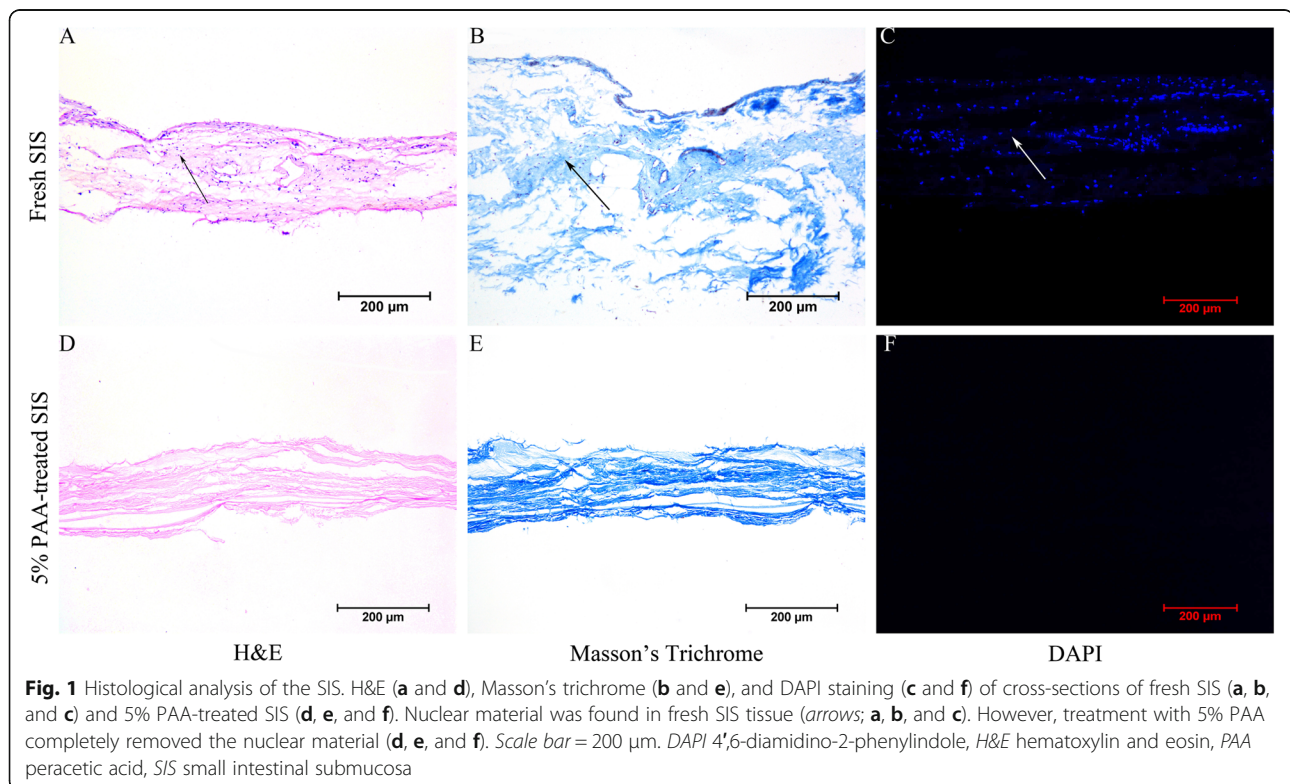 A
B
C
Fresh SIS
200 µm
200 µm
200 µm
D
E
F
5% PAA-treated SIS
200 µm
200 µm
200 µm
H&E
Masson's Trichrome
DAPI
Fig. 1 Histological analysis of the SIS. H&E (a and d), Masson's trichrome (b and e), and DAPI staining (c and f) of cross-sections of fresh SIS (a, b,
and c) and 5% PAA-treated SIS (d, e, and f). Nuclear material was found in fresh SIS tissue (arrows; a, b, and c). However, treatment with 5% PAA
completely removed the nuclear material (d, e, and f). Scale bar = 200 µm. DAPI 4′,6-diamidino-2-phenylindole, H&E hematoxylin and eosin, PAA
peracetic acid, SIS small intestinal submucosa